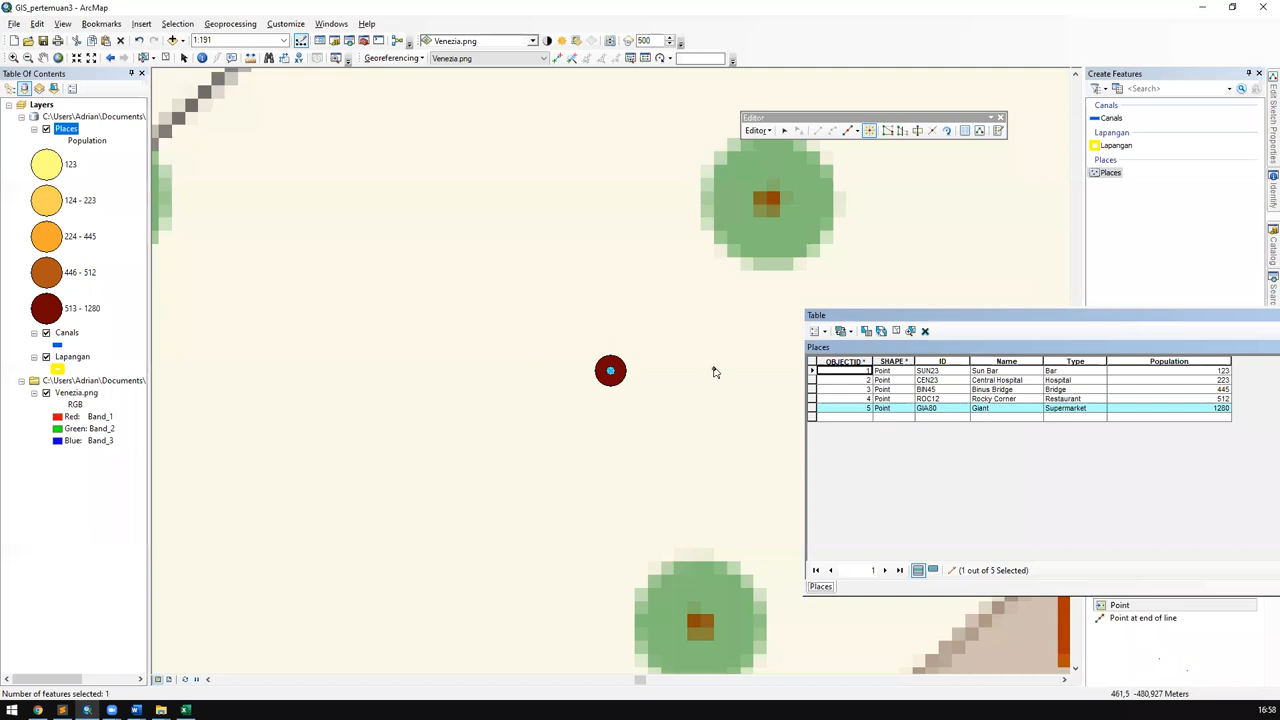 GIS_pertemuan3 - ArcMap
File Edit View Bookmarks Insert Selection Geoprocessing Customize Windows Help
1:191
Venezia.png
500
Georeferencing
Venezia.png
Table Of Contents
Layers
C:\Users\Adrian\Documents\
Places
Population
123
124 - 223
224 - 445
446 - 512
513 - 1280
Canals
Lapangan
C:\Users\Adrian\Documents\
Venezia.png
RGB
Red: Band_1
Green: Band_2
Blue: Band_3
Editor
Editor
Create Features
<Search>
Canals
Canals
Lapangan
Lapangan
Places
Places
Edit Sketch Properties
Identify
Catalog
Table
Places
OBJECTID * SHAPE * ID Name Type Population
1 Point SUN23 Sun Bar Bar 123
2 Point CEN23 Central Hospital Hospital 223
3 Point BIN45 Binus Bridge Bridge 445
4 Point ROC12 Rocky Corner Restaurant 512
5 Point GIA80 Giant Supermarket 1280
1
(1 out of 5 Selected)
Places
Point
Point at end of line
Number of features selected: 1
461,5 -480,927 Meters
16:58